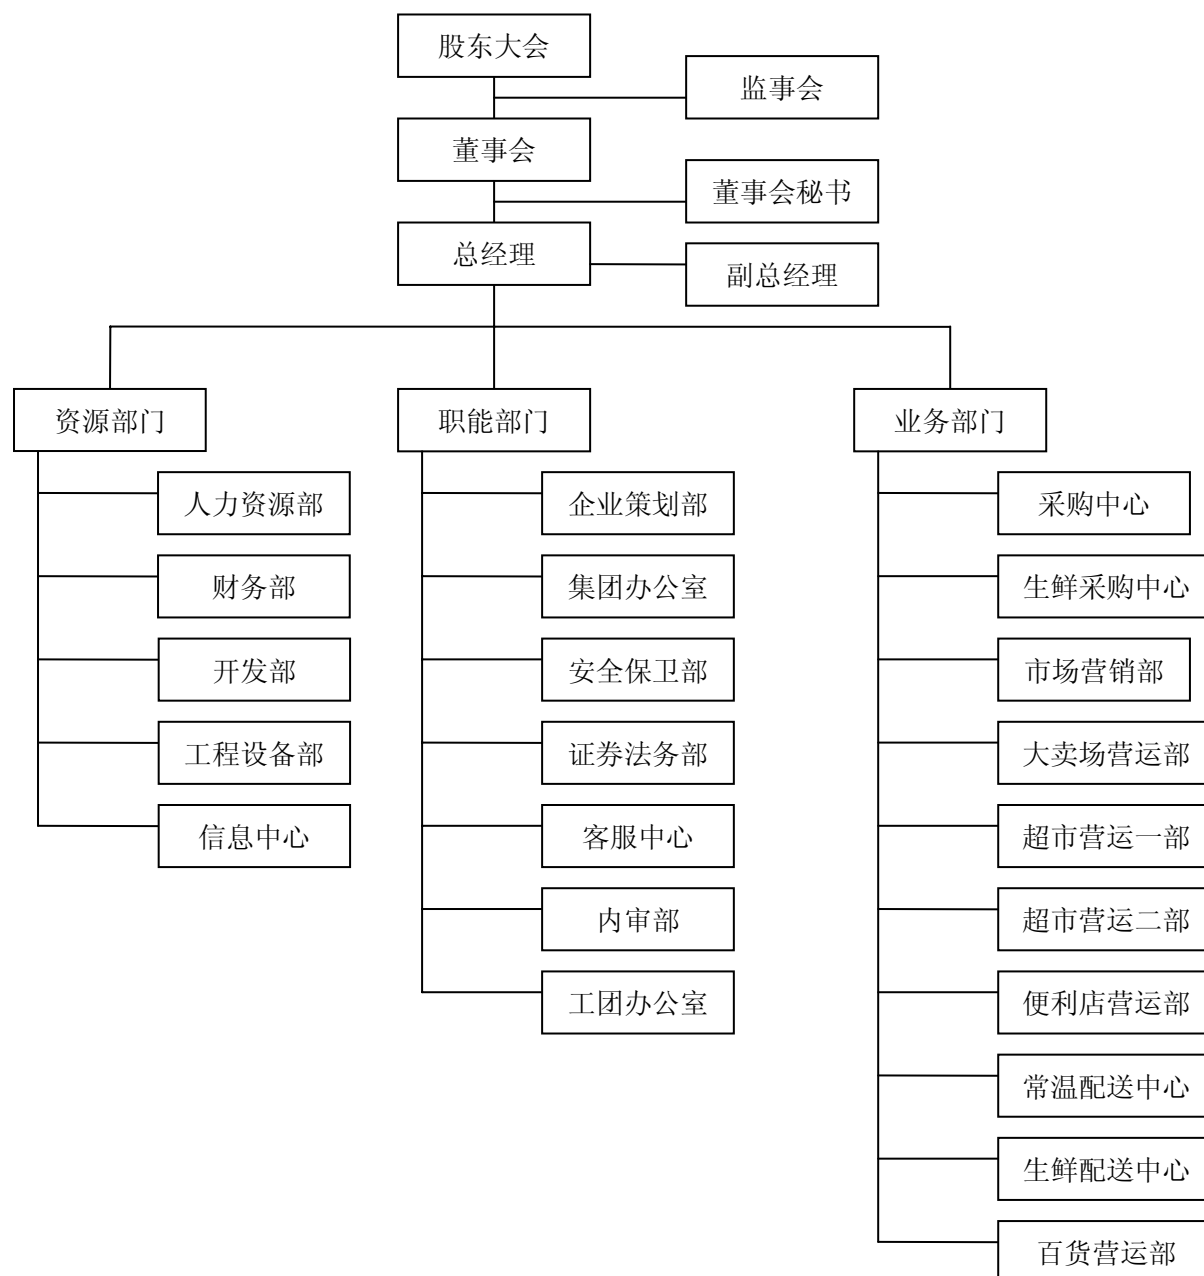 股东大会
监事会
董事会
董事会秘书
总经理
副总经理
资源部门
职能部门
业务部门
人力资源部
财务部
开发部
工程设备部
信息中心
企业策划部
集团办公室
安全保卫部
证券法务部
客服中心
内审部
工团办公室
采购中心
生鲜采购中心
市场营销部
大卖场营运部
超市营运一部
超市营运二部
便利店营运部
常温配送中心
生鲜配送中心
百货营运部